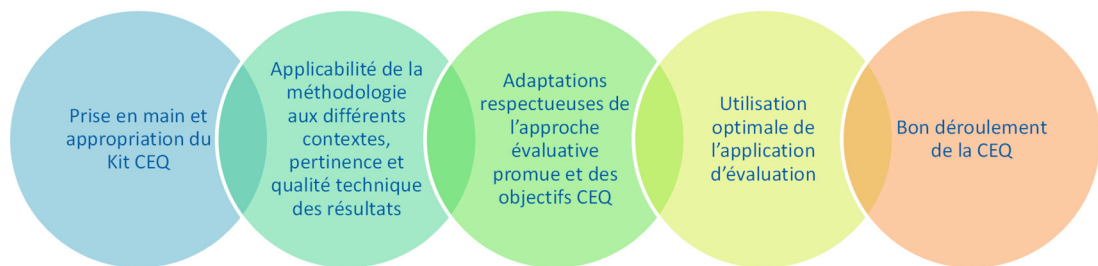 Prise en main et
appropriation du
Kit CEQ
Applicabilité de la
méthodologie
aux différents
contextes,
pertinence et
qualité technique
des résultats
Adaptations
respectueuses de
l’approche
évaluative
promue et des
objectifs CEQ
Utilisation
optimale de
l’application
d’évaluation
Bon déroulement
de la CEQ